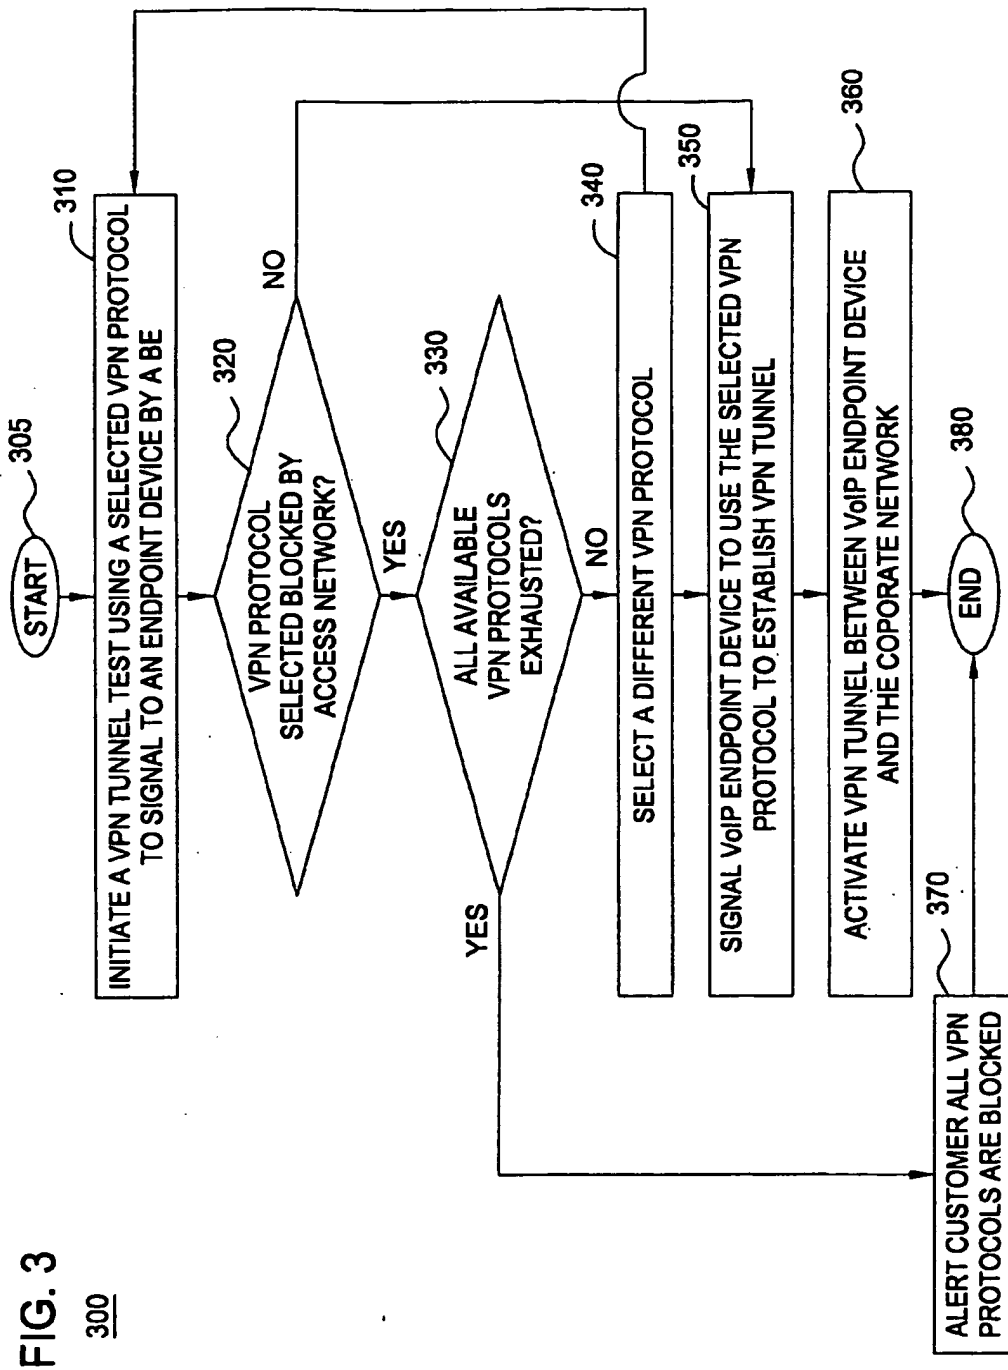 FIG. 3
300
START
305
310
INITIATE A VPN TUNNEL TEST USING A SELECTED VPN PROTOCOL
TO SIGNAL TO AN ENDPOINT DEVICE BY A BE
320
VPN PROTOCOL
SELECTED BLOCKED BY
ACCESS NETWORK?
NO
YES
330
ALL AVAILABLE
VPN PROTOCOLS
EXHAUSTED?
YES
NO
340
SELECT A DIFFERENT VPN PROTOCOL
350
SIGNAL VoIP ENDPOINT DEVICE TO USE THE SELECTED VPN
PROTOCOL TO ESTABLISH VPN TUNNEL
360
ACTIVATE VPN TUNNEL BETWEEN VoIP ENDPOINT DEVICE
AND THE COPORATE NETWORK
370
ALERT CUSTOMER ALL VPN
PROTOCOLS ARE BLOCKED
380
END